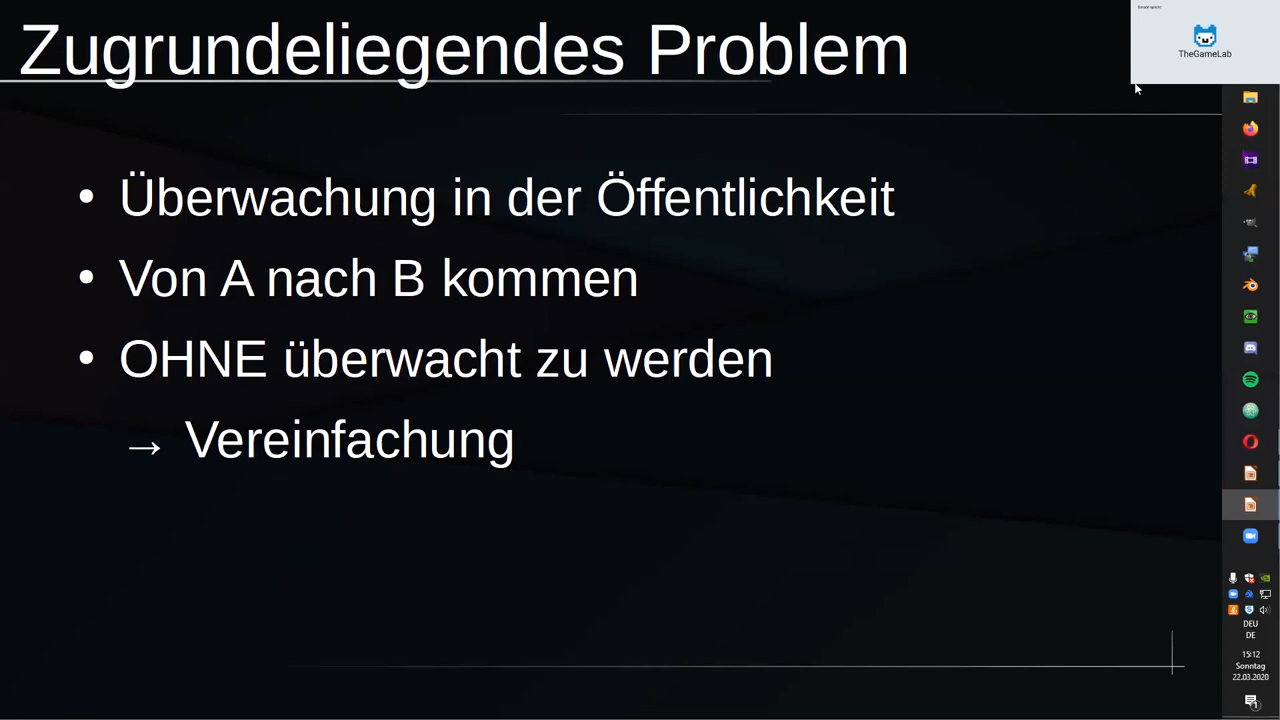 Zugrundeliegendes Problem
TheGameLab
• Überwachung in der Öffentlichkeit
• Von A nach B kommen
• OHNE überwacht zu werden
→ Vereinfachung
DEU
DE
15:12
Sonntag
22.03.2020
1